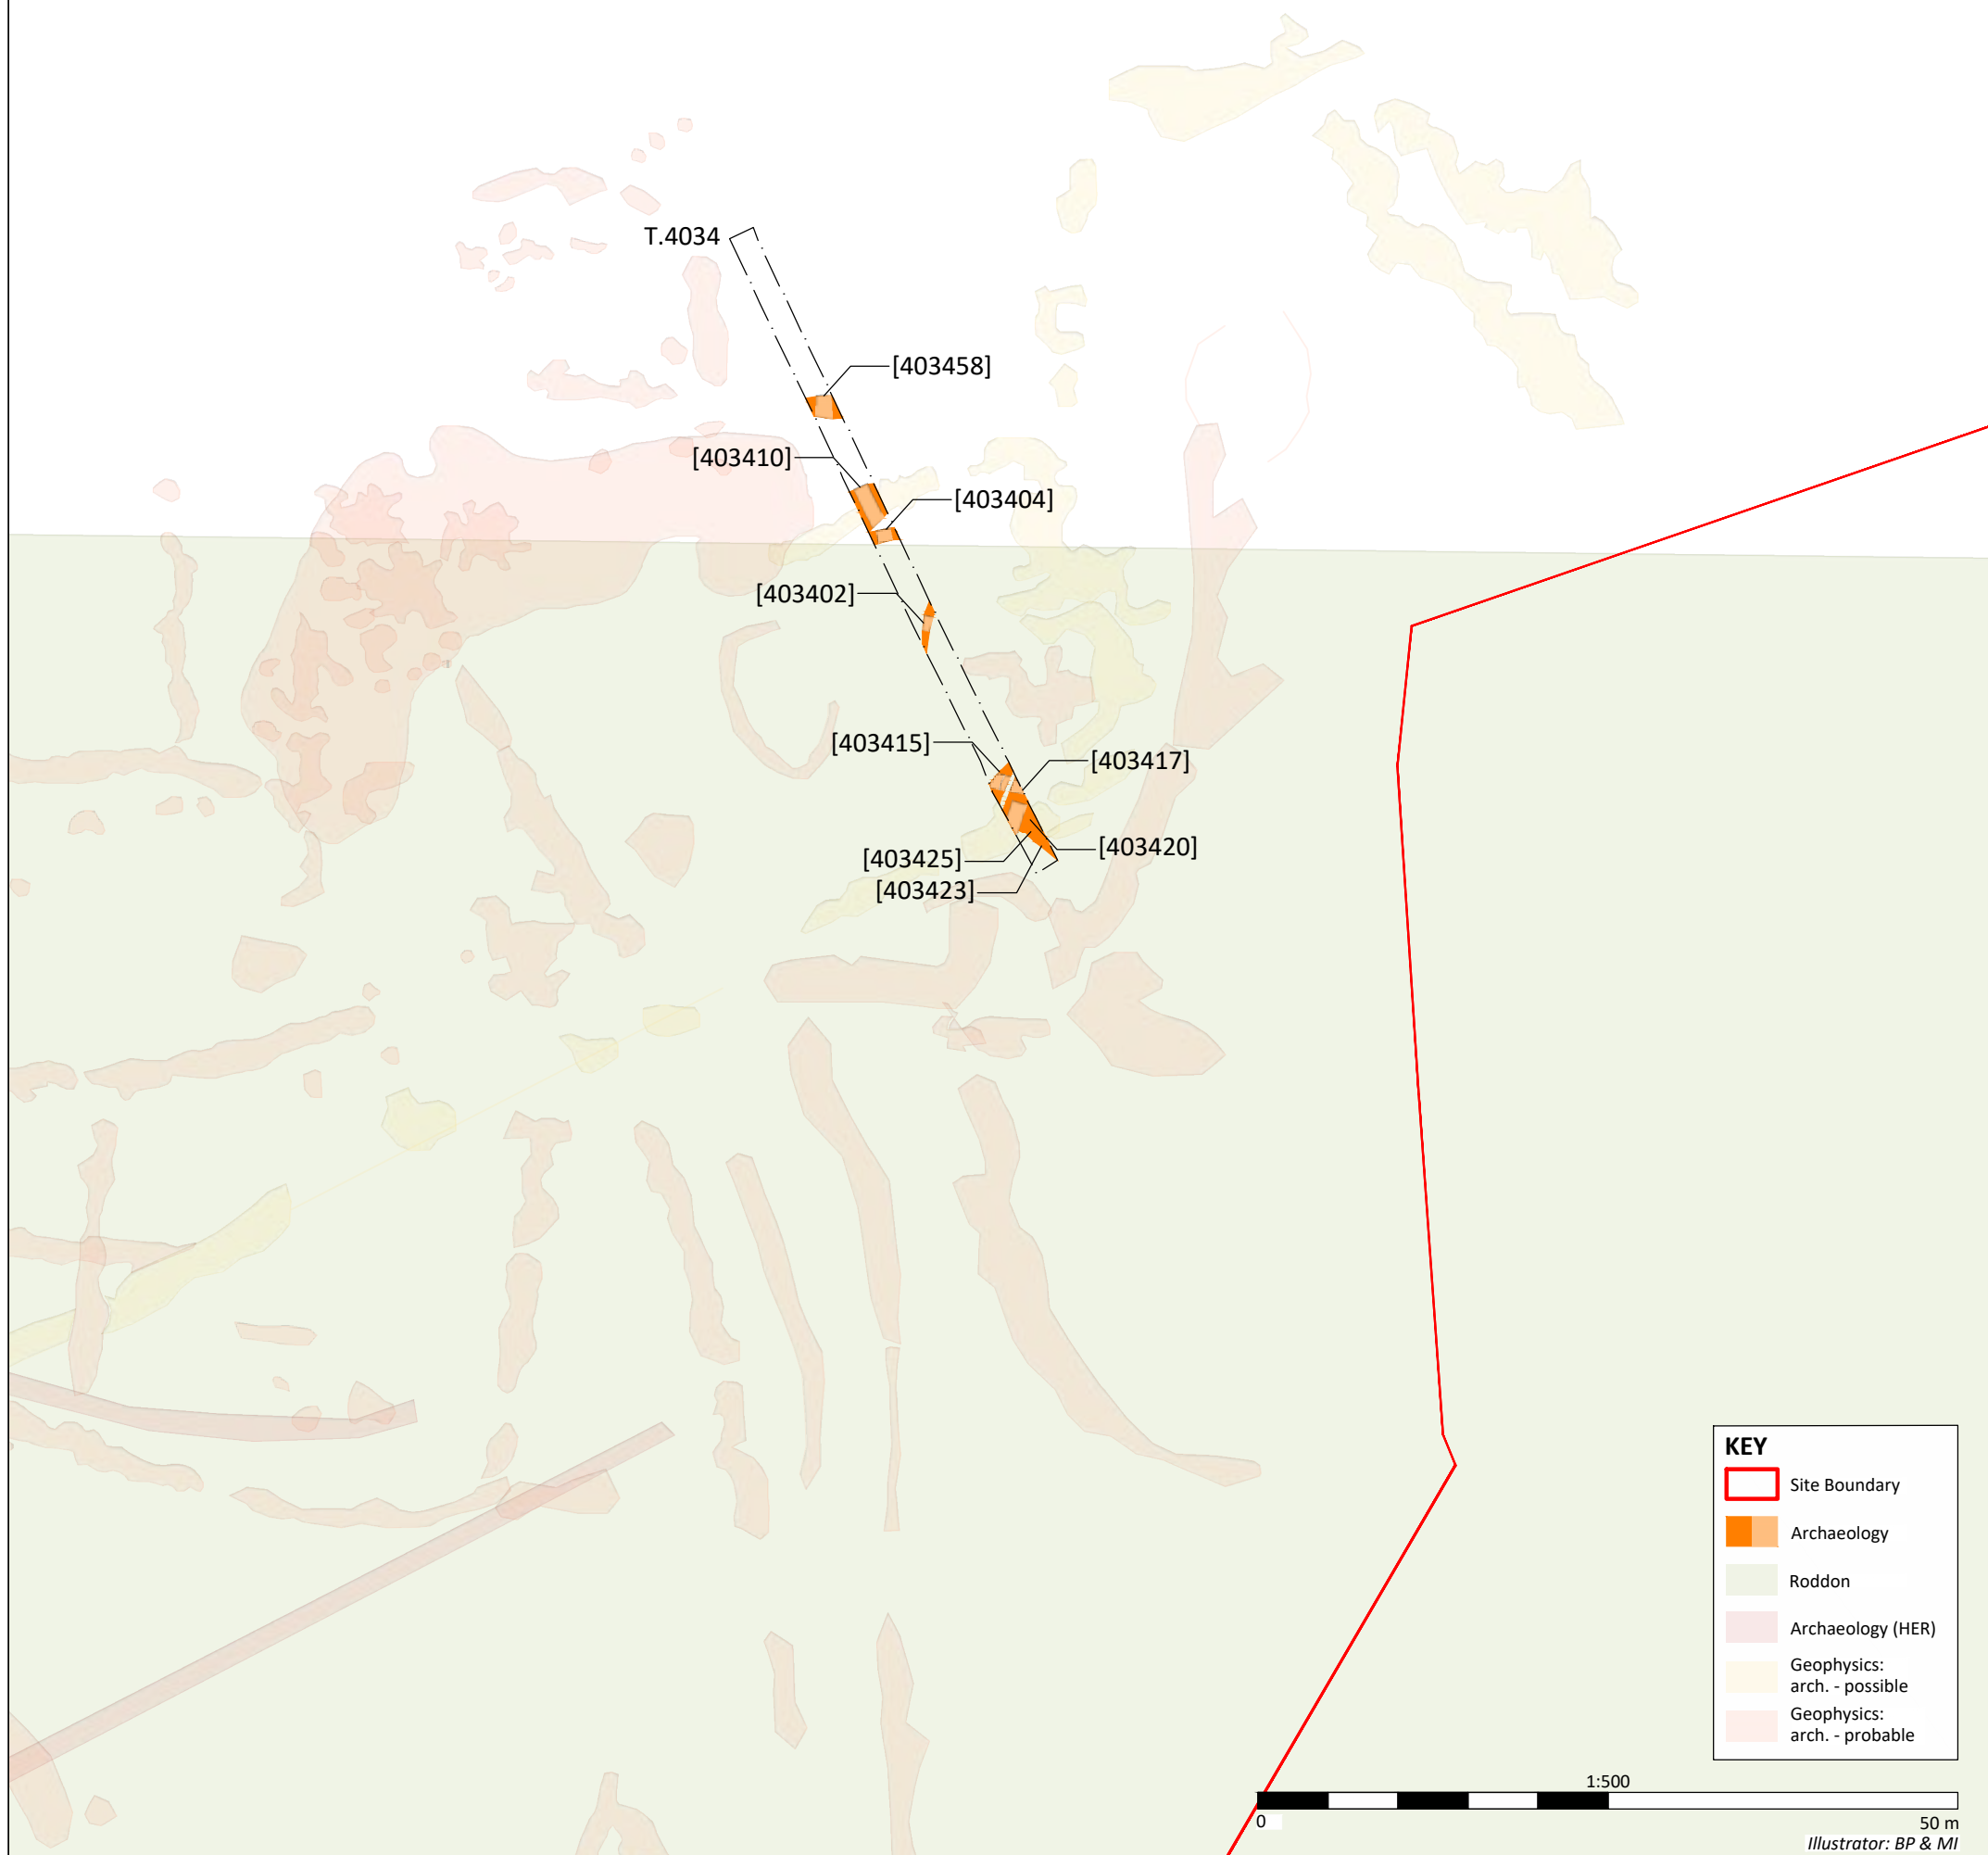 T.4034
[403458]
[403410]
[403404]
[403402]
[403415]
[403417]
[403420]
[403425]
[403423]
KEY
Site Boundary
Archaeology
Roddon
Archaeology (HER)
Geophysics:
arch. - possible
Geophysics:
arch. - probable
1:500
0
50 m
Illustrator: BP & MI